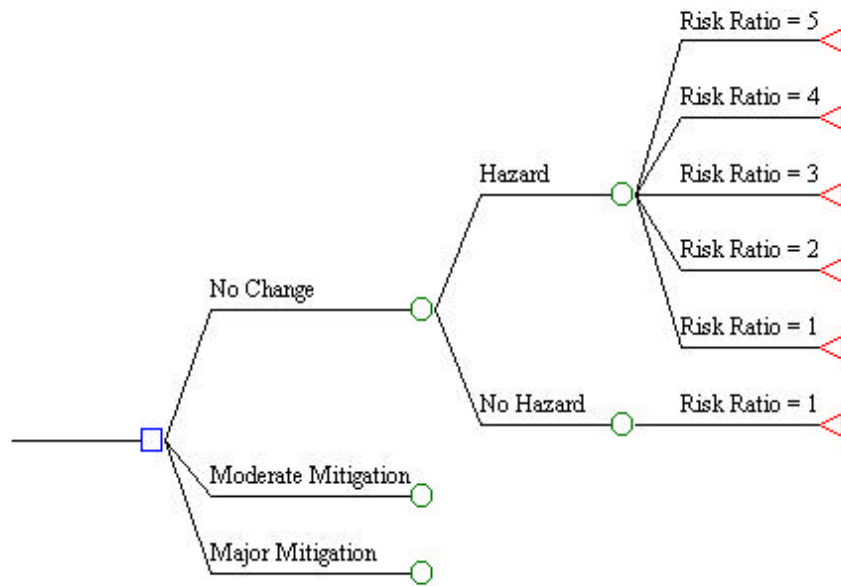 Risk Ratio = 5
Risk Ratio = 4
Risk Ratio = 3
Hazard
Risk Ratio = 2
No Change
Risk Ratio = 1
No Hazard
Risk Ratio = 1
Moderate Mitigation
Major Mitigation